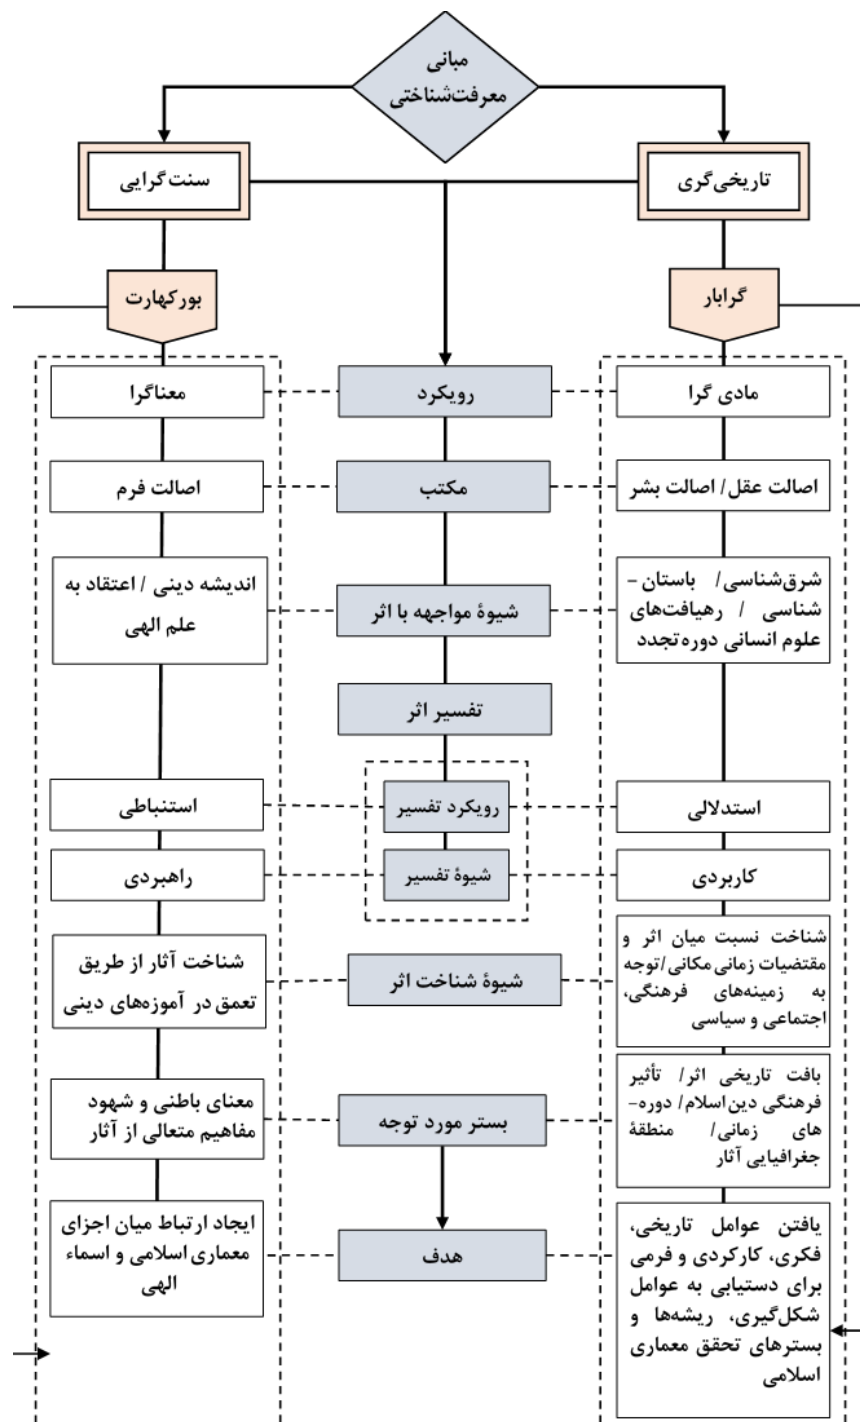 مبانی
معرفت‌شناختی
تاریخی‌گری
سنت‌گرایی
گرابار
بورکهارت
مادی گرا
رویکرد
معناگرا
اصالت عقل/ اصالت بشر
مکتب
اصالت فرم
شرق‌شناسی/ باستان–
شناسی / رهیافت‌های
علوم انسانی دوره تجدد
شیوۀ مواجهه با اثر
اندیشه دینی / اعتقاد به
علم الهی
تفسیر اثر
استدلالی
رویکرد تفسیر
استنباطی
کاربردی
شیوۀ تفسیر
راهبردی
شناخت نسبت میان اثر و
مقتضیات زمانی مکانی/توجه
به زمینه‌های فرهنگی،
اجتماعی و سیاسی
شیوۀ شناخت اثر
شناخت آثار از طریق
تعمق در آموزه‌های دینی
بافت تاریخی اثر/ تأثیر
فرهنگی دین اسلام/ دوره–
های زمانی/ منطقۀ
جغرافیایی آثار
بستر مورد توجه
معنای باطنی و شهود
مفاهیم متعالی از آثار
یافتن عوامل تاریخی،
فکری، کارکردی و فرمی
برای دستیابی به عوامل
شکل‌گیری، ریشه‌ها و
بسترهای تحقق معماری
اسلامی
هدف
ایجاد ارتباط میان اجزای
معماری اسلامی و اسماء
الهی